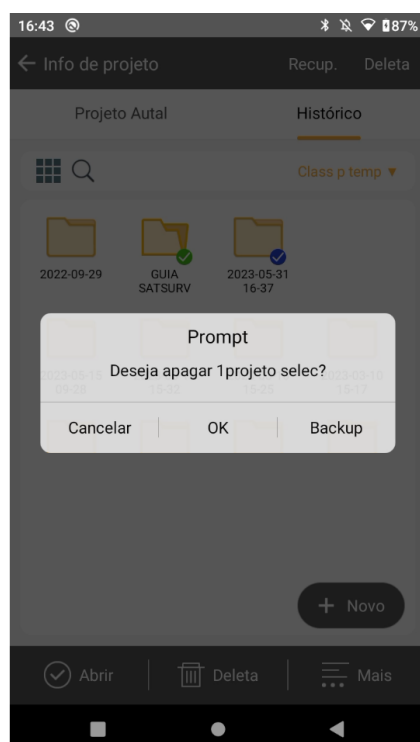 16:43
87%
Info de projeto
Recup.
Deleta
Projeto Autal
Histórico
Class p temp ▼
2022-09-29
GUIA
SATSURV
2023-05-31
16-37
Prompt
Deseja apagar 1projeto selec?
Cancelar
OK
Backup
+ Novo
Abrir
Deleta
Mais